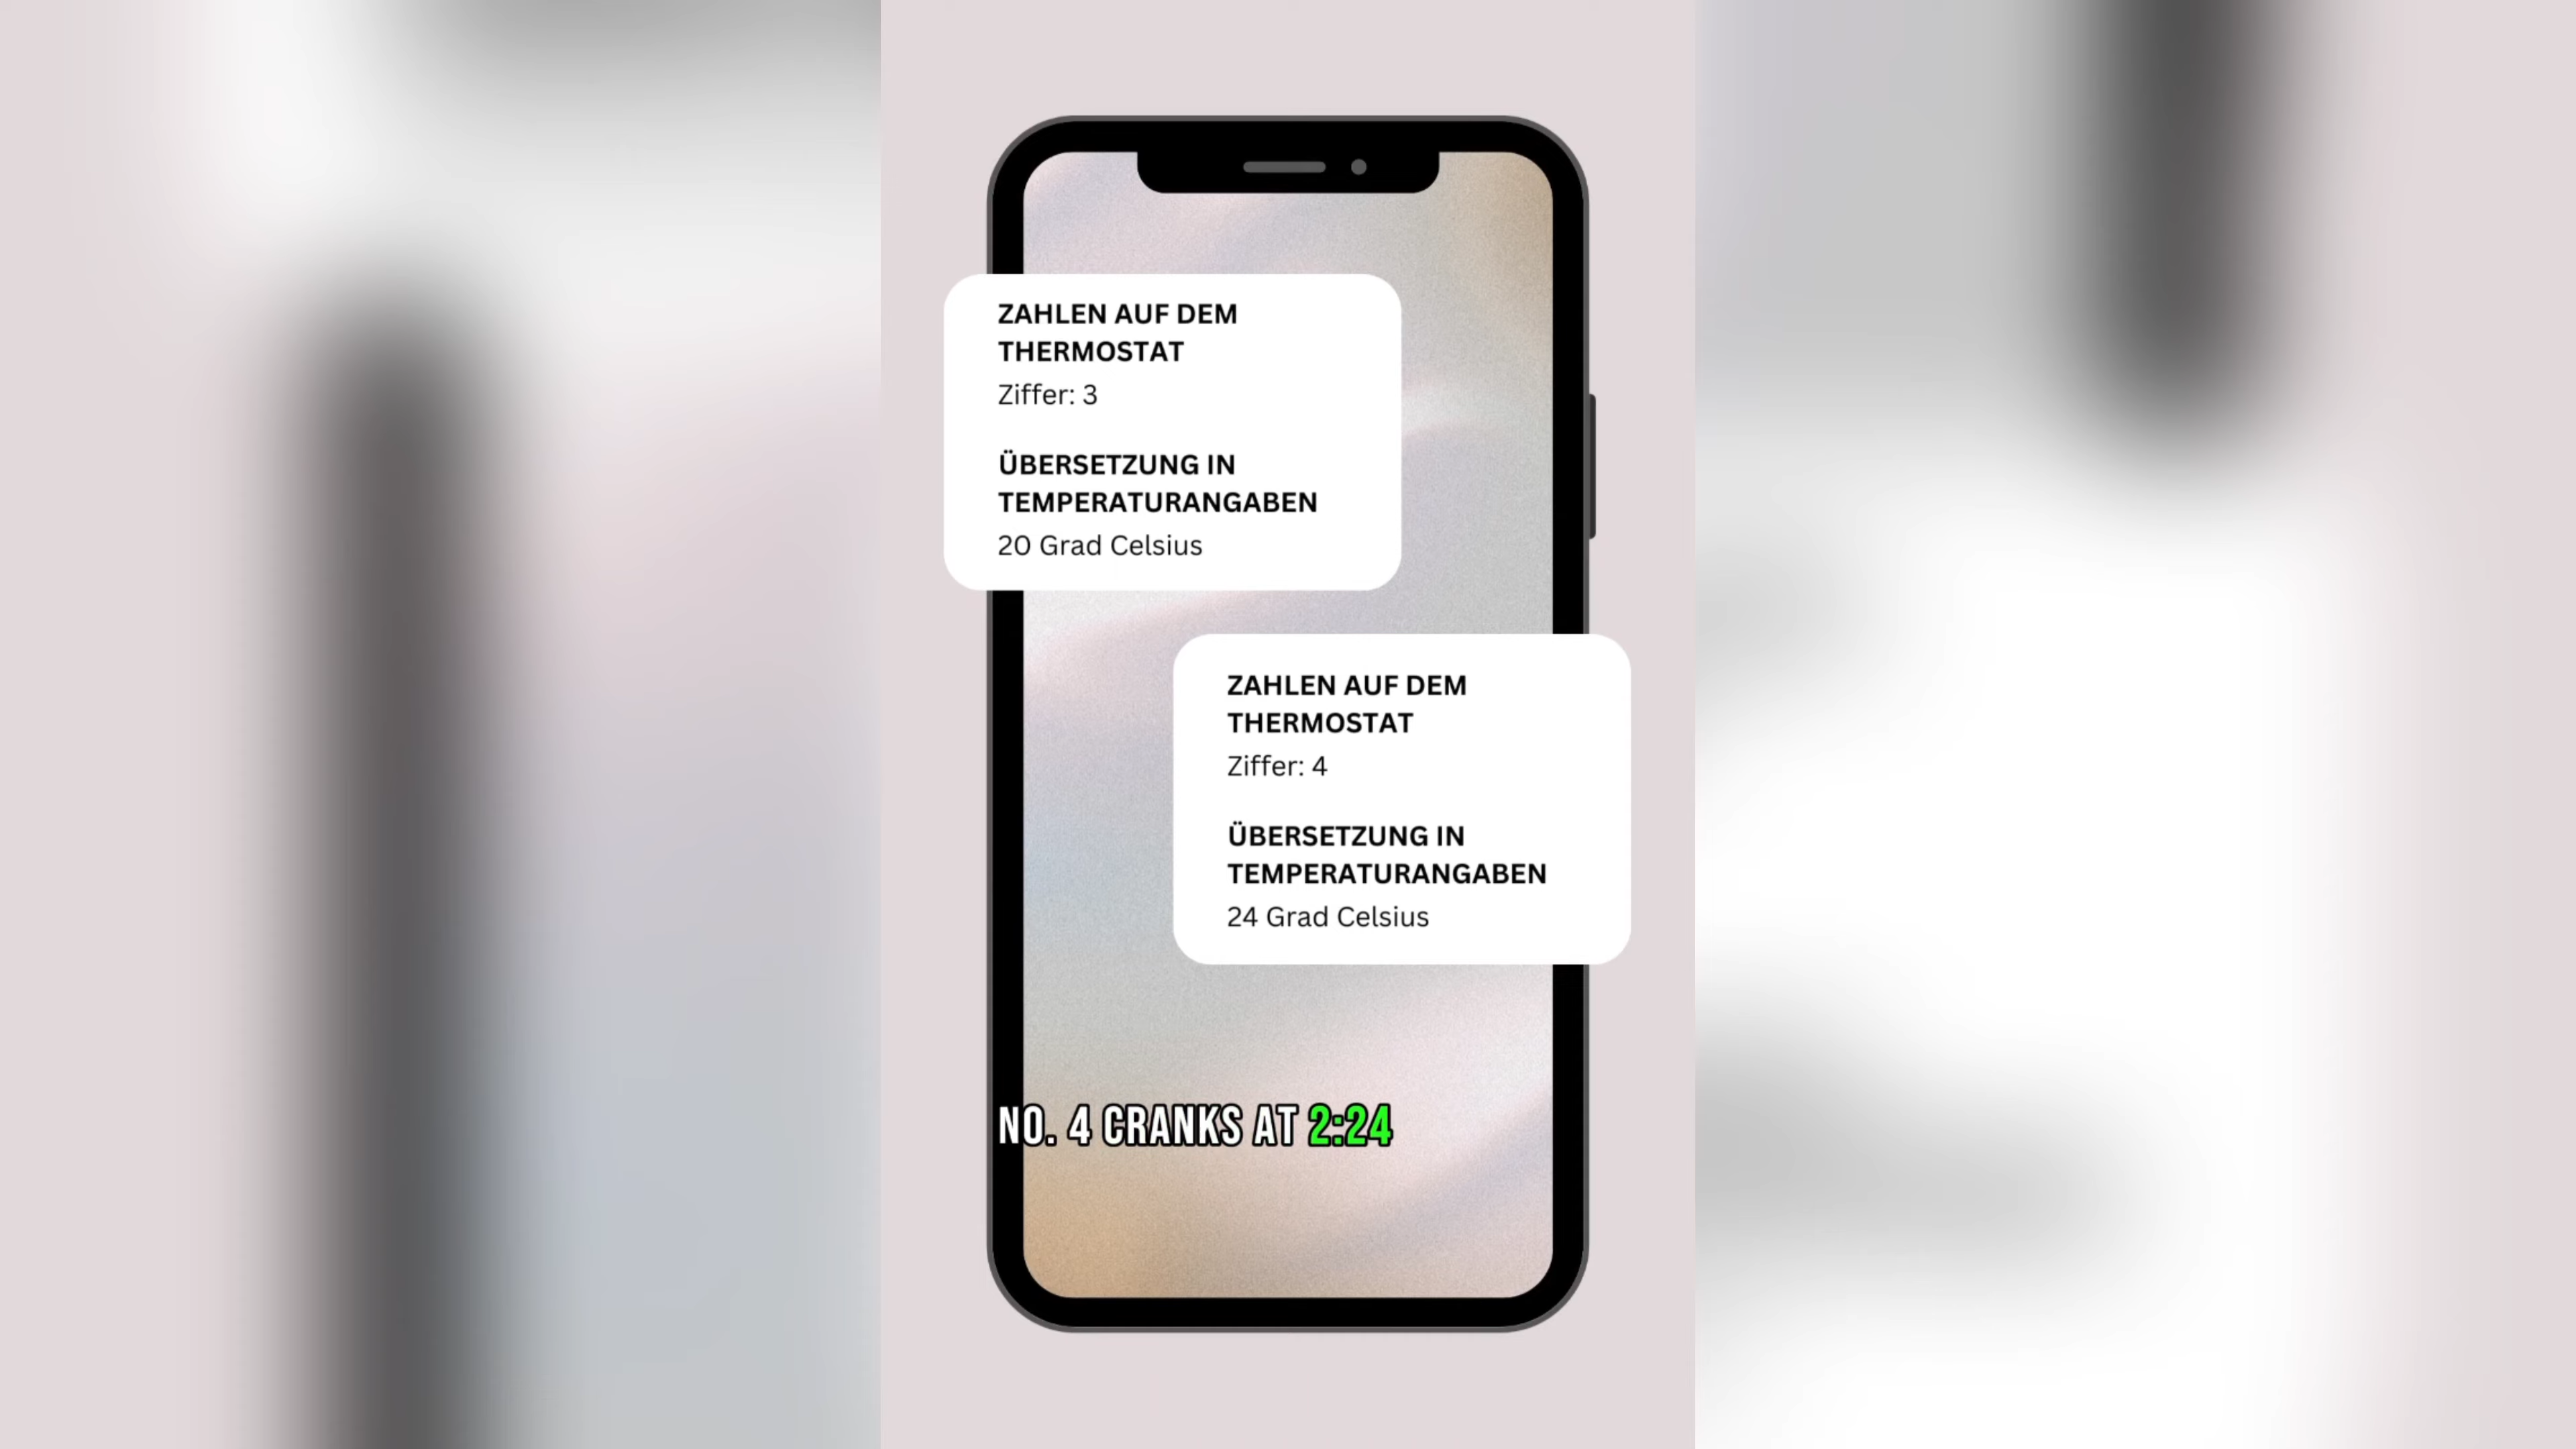 ZAHLEN AUF DEM
THERMOSTAT
Ziffer: 3
ÜBERSETZUNG IN
TEMPERATURANGABEN
20 Grad Celsius
ZAHLEN AUF DEM
THERMOSTAT
Ziffer: 4
ÜBERSETZUNG IN
TEMPERATURANGABEN
24 Grad Celsius
NO. 4 CRANKS AT 2:24